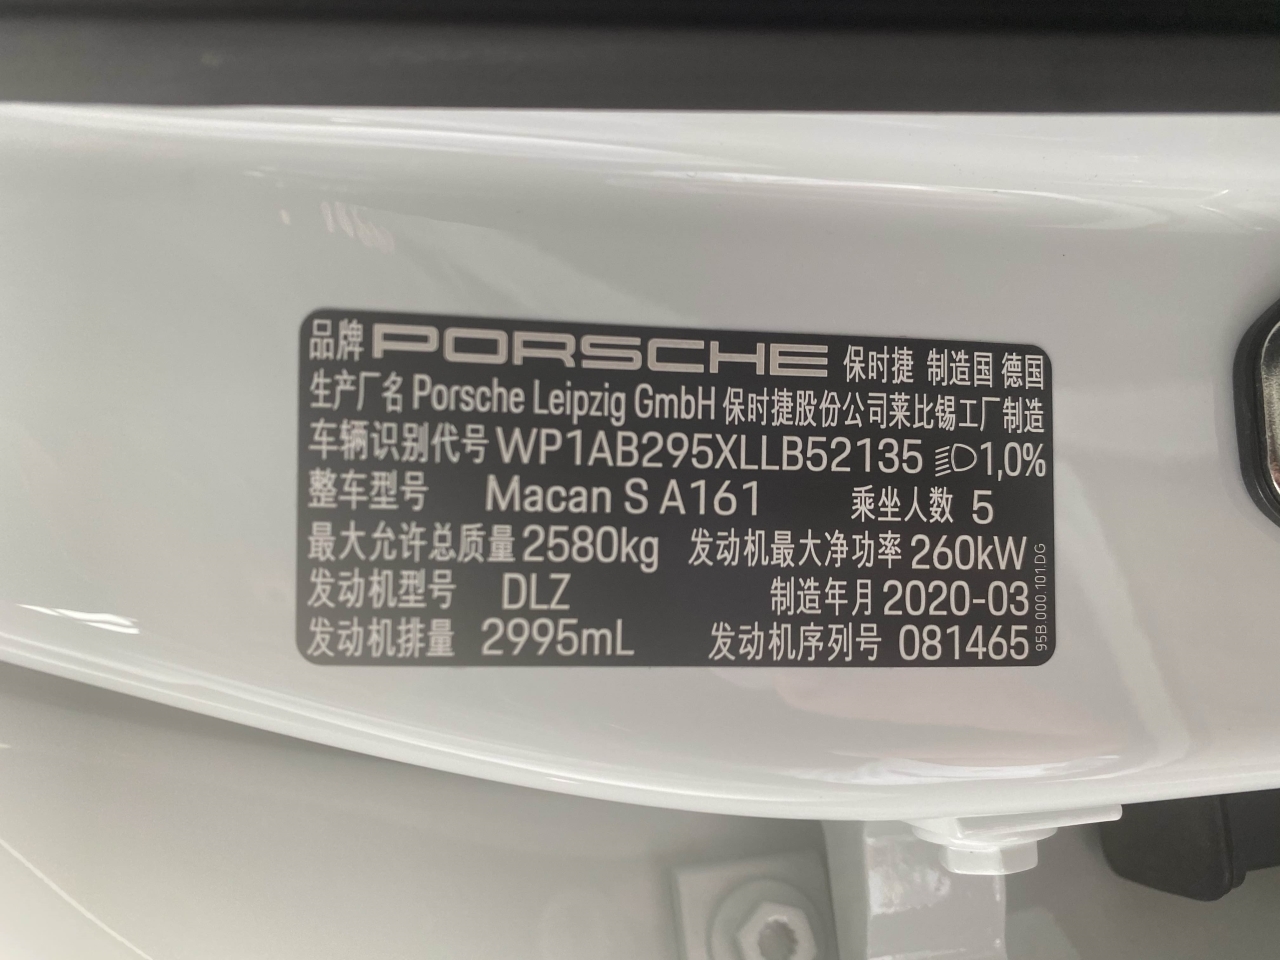 品牌 PORSCHE 保时捷 制造国 德国
生产厂名 Porsche Leipzig GmbH 保时捷股份公司莱比锡工厂制造
车辆识别代号 WP1AB295XLLB52135 1,0%
整车型号 Macan S A161 乘坐人数 5
最大允许总质量 2580kg 发动机最大净功率 260kW
发动机型号 DLZ 制造年月 2020-03
发动机排量 2995mL 发动机序列号 081465
95B.000.101.DG